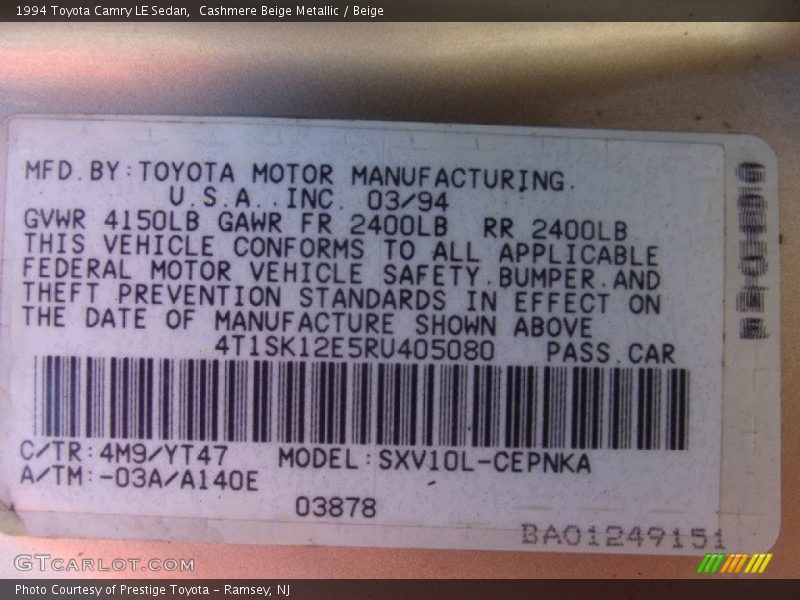 1994 Toyota Camry LE Sedan,  Cashmere Beige Metallic / Beige
MFD.BY:TOYOTA MOTOR MANUFACTURING.
U.S.A. INC. 03/94
GVWR 4150LB GAWR FR 2400LB  RR 2400LB
THIS VEHICLE CONFORMS TO ALL APPLICABLE
FEDERAL MOTOR VEHICLE SAFETY.BUMPER.AND
THEFT PREVENTION STANDARDS IN EFFECT ON
THE DATE OF MANUFACTURE SHOWN ABOVE
4T1SK12E5RU405080  PASS.CAR
C/TR:4M9/YT47  MODEL:SXV10L-CEPNKA
A/TM:-03A/A140E
03878
BA01249151
GTCARLOT.COM
Photo Courtesy of Prestige Toyota – Ramsey, NJ